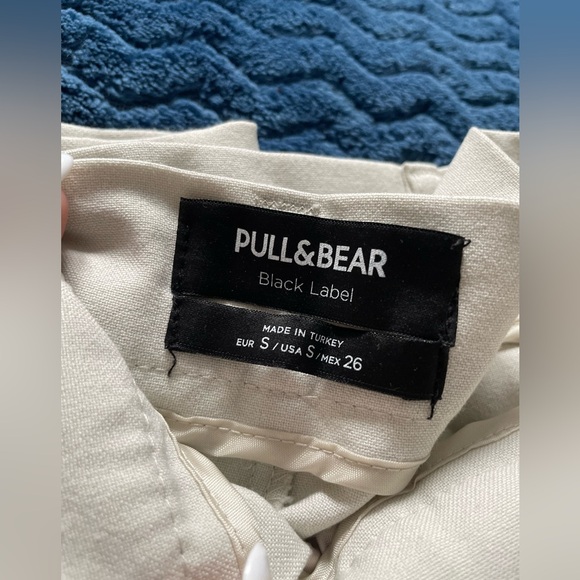 PULL&BEAR
Black Label
MADE IN TURKEY
EUR S / USA S / MEX 26